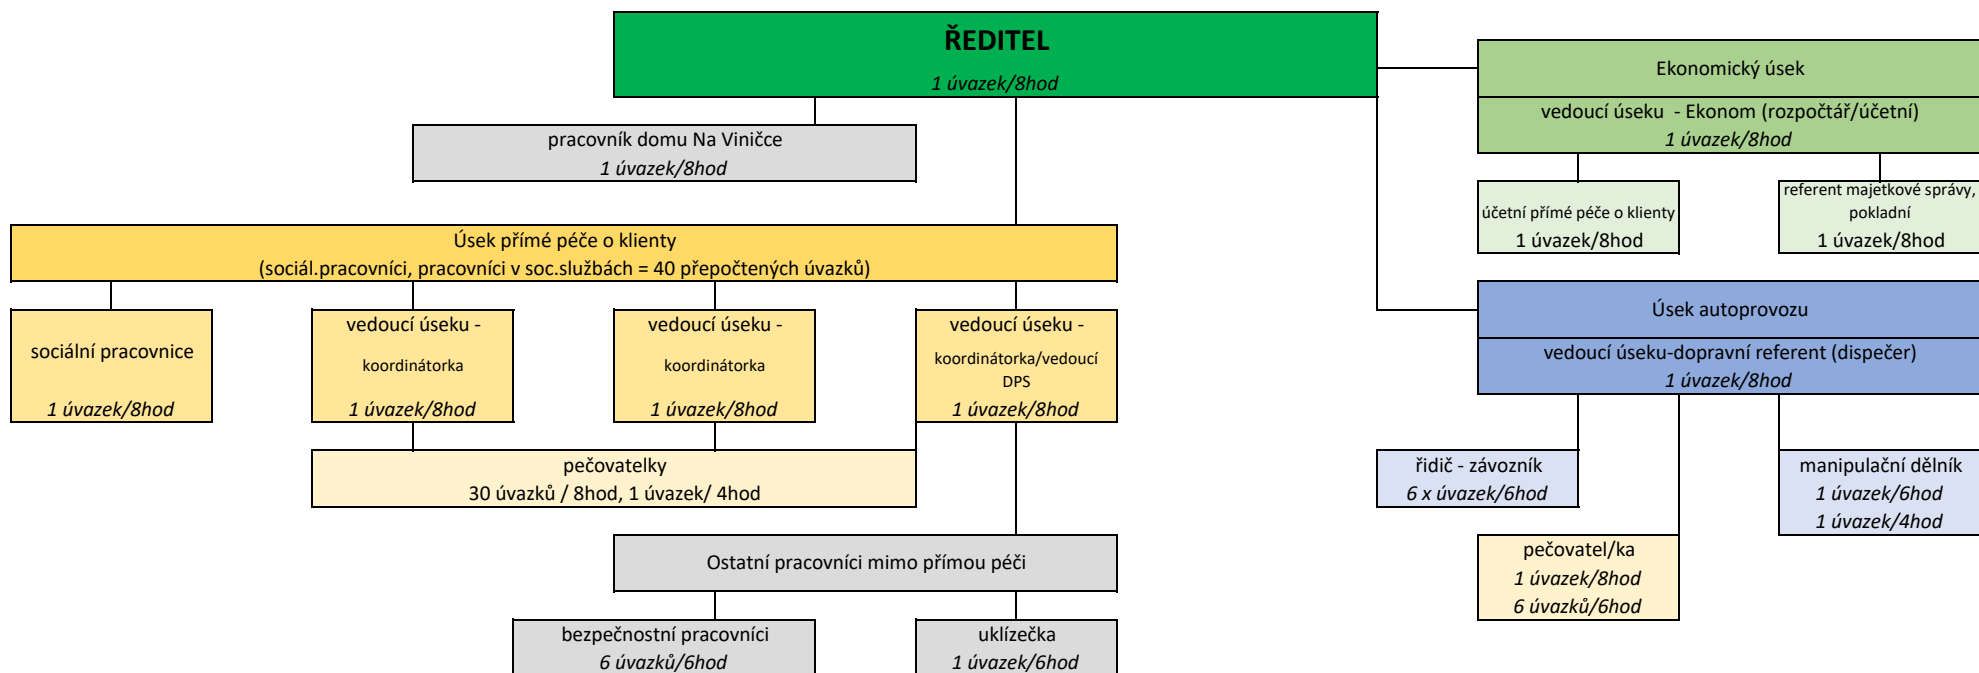 ŘEDITEL
1 úvazek/8hod
Ekonomický úsek
vedoucí úseku  - Ekonom (rozpočtář/účetní)
1 úvazek/8hod
pracovník domu Na Viničce
1 úvazek/8hod
účetní přímé péče o klienty
1 úvazek/8hod
referent majetkové správy,
pokladní
1 úvazek/8hod
Úsek přímé péče o klienty
(sociál.pracovníci, pracovníci v soc.službách = 40 přepočtených úvazků)
sociální pracovnice
1 úvazek/8hod
vedoucí úseku -
koordinátorka
1 úvazek/8hod
vedoucí úseku -
koordinátorka
1 úvazek/8hod
vedoucí úseku -
koordinátorka/vedoucí
DPS
1 úvazek/8hod
Úsek autoprovozu
vedoucí úseku-dopravní referent (dispečer)
1 úvazek/8hod
pečovatelky
30 úvazků / 8hod, 1 úvazek/ 4hod
řidič - závozník
6 x úvazek/6hod
manipulační dělník
1 úvazek/6hod
1 úvazek/4hod
Ostatní pracovníci mimo přímou péči
pečovatel/ka
1 úvazek/8hod
6 úvazků/6hod
bezpečnostní pracovníci
6 úvazků/6hod
uklízečka
1 úvazek/6hod